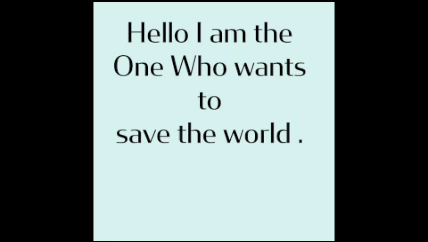 Hello I am the
One Who wants
to
save the world .